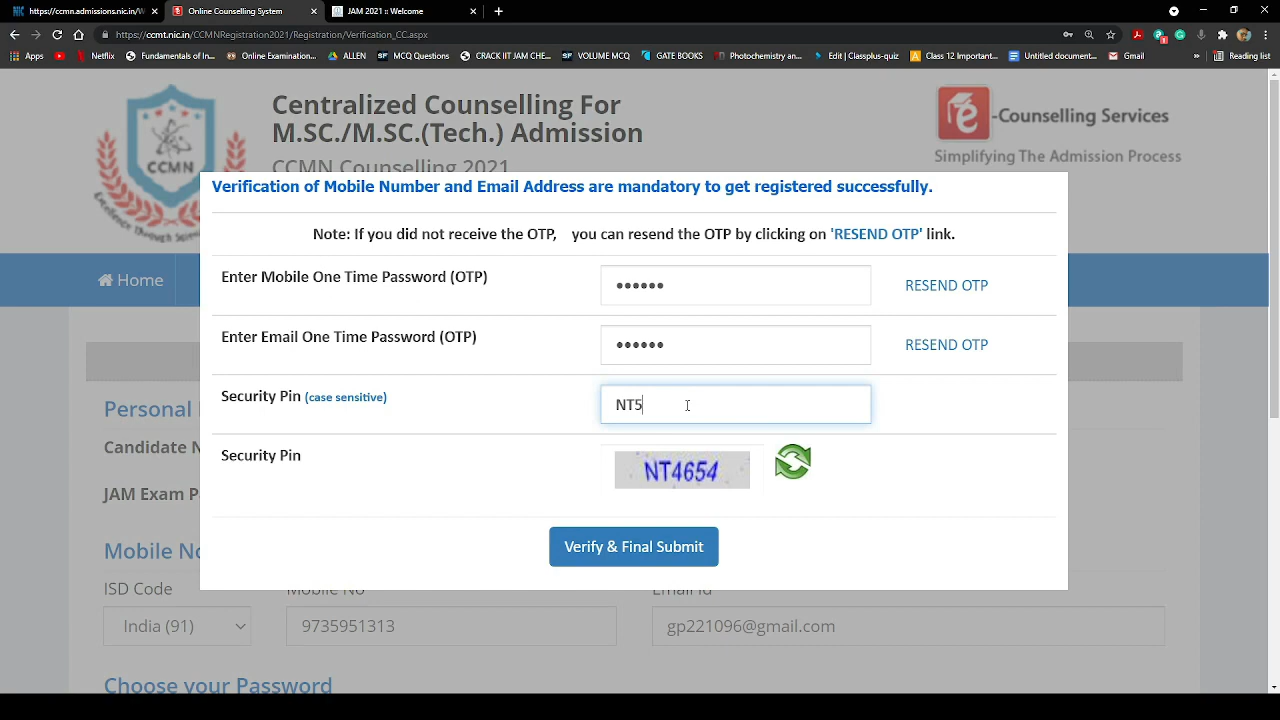 https://ccmn.admissions.nic.in/W
Online Counselling System
JAM 2021 :: Welcome
https://ccmt.nic.in/CCMNRegistration2021/Registration/Verification_CC.aspx
Apps
Netflix
Fundamentals of In...
Online Examination...
ALLEN
MCQ Questions
CRACK IIT JAM CHE...
VOLUME MCQ
GATE BOOKS
Photochemistry an...
Edit | Classplus-quiz
Class 12 Important...
Untitled document...
Gmail
»
Reading list
Centralized Counselling For
M.SC./M.SC.(Tech.) Admission
CCMN Counselling 2021
CCMN
e-Counselling Services
Simplifying The Admission Process
Verification of Mobile Number and Email Address are mandatory to get registered successfully.
Note: If you did not receive the OTP, you can resend the OTP by clicking on 'RESEND OTP' link.
Home
Enter Mobile One Time Password (OTP)
••••••
RESEND OTP
Enter Email One Time Password (OTP)
••••••
RESEND OTP
Security Pin (case sensitive)
NT5
Personal
Candidate N
Security Pin
NT4654
JAM Exam P
Verify & Final Submit
Mobile No
ISD Code
Mobile No
Email Id
India (91)
9735951313
gp221096@gmail.com
Choose your Password